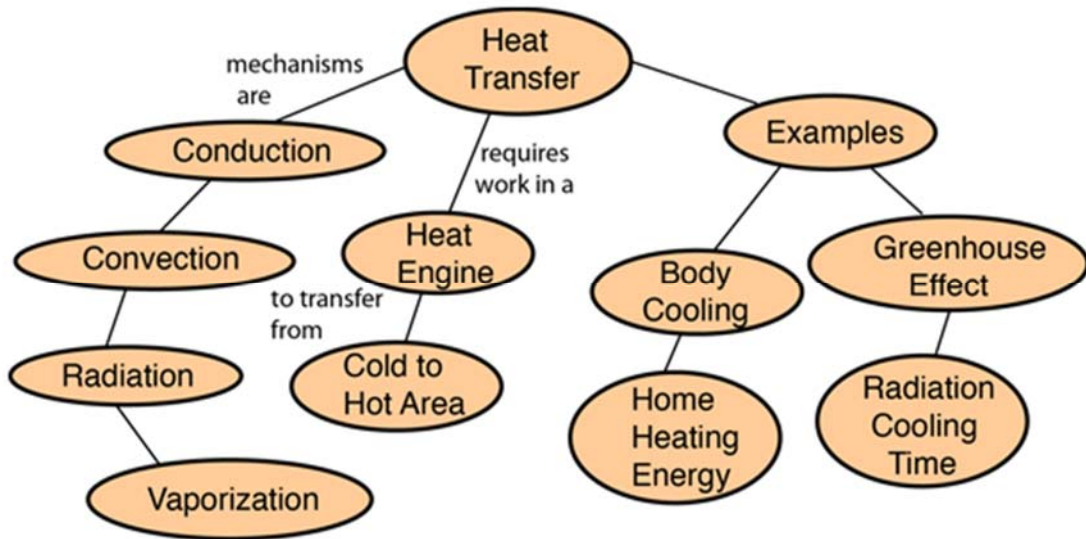 Heat
Transfer
mechanisms
are
Conduction
Convection
Radiation
Vaporization
requires
work in a
Heat
Engine
to transfer
from
Cold to
Hot Area
Examples
Body
Cooling
Home
Heating
Energy
Greenhouse
Effect
Radiation
Cooling
Time